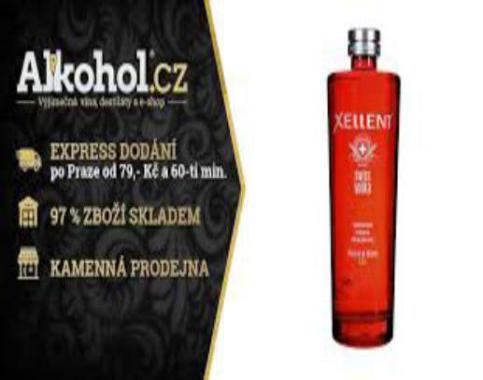 Alkohol.cz
Výjimečná vína, destiláty a e-shop
EXPRESS DODÁNÍ
po Praze od 79,- Kč a 60-ti min.
97 % ZBOŽÍ SKLADEM
KAMENNÁ PRODEJNA
XELLENT
SWISS
VODKA